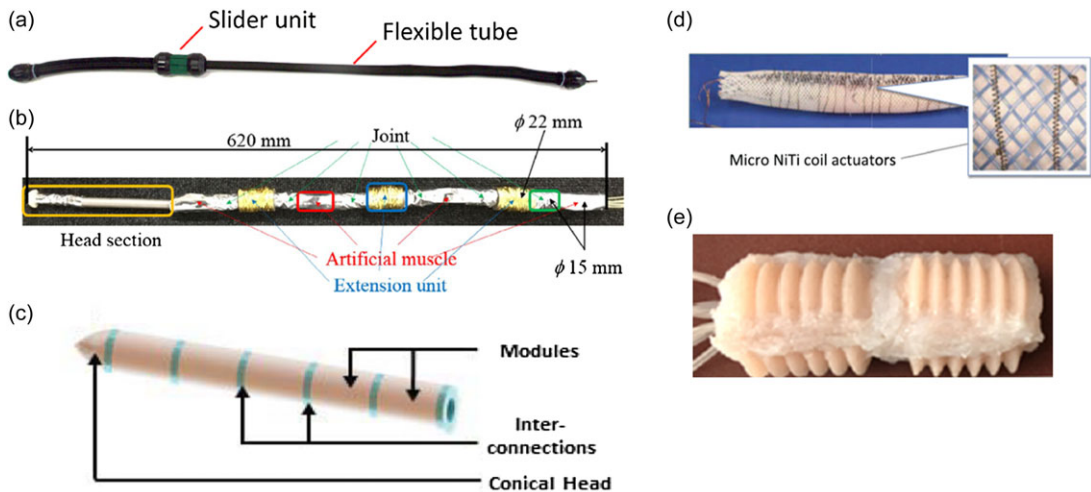 (a)
Slider unit
Flexible tube
(b)
620 mm
Joint
ϕ 22 mm
Head section
Artificial muscle
Extension unit
ϕ 15 mm
(c)
Modules
Inter-
connections
Conical Head
(d)
Micro NiTi coil actuators
(e)